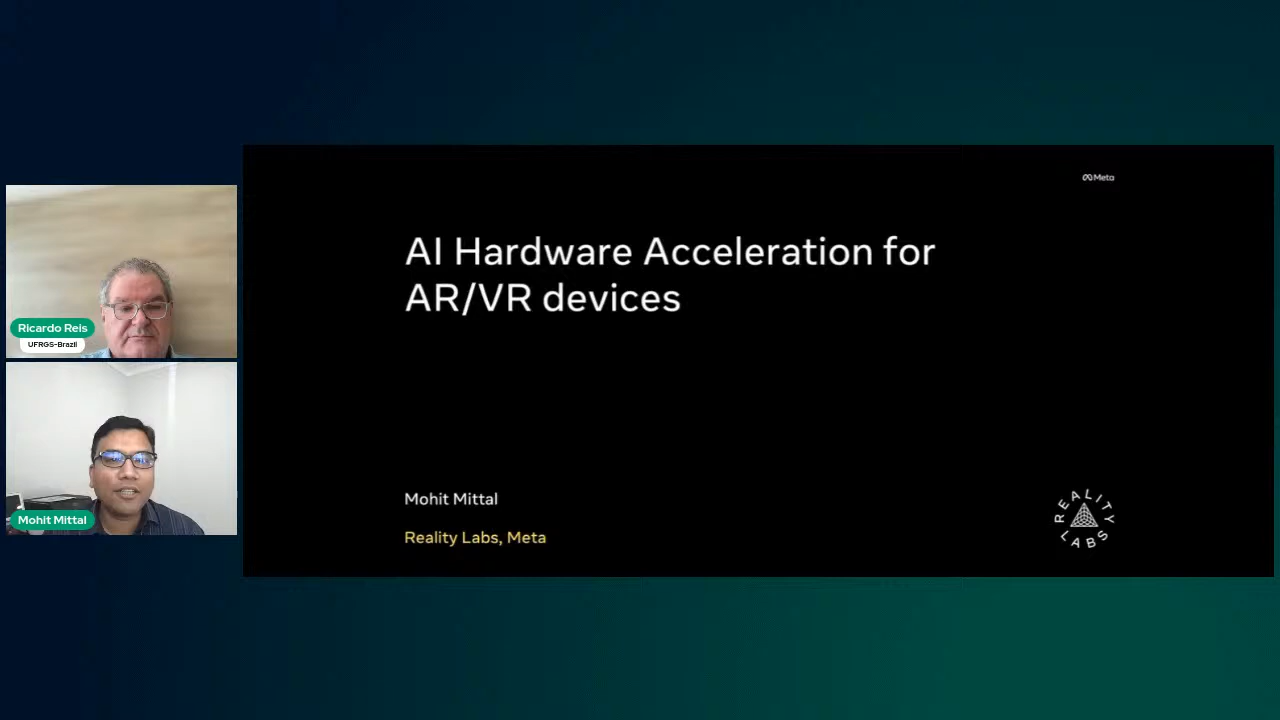 Ricardo Reis
UFRGS-Brazil
Mohit Mittal
Meta
AI Hardware Acceleration for
AR/VR devices
Mohit Mittal
Reality Labs, Meta
REALITY
LABS